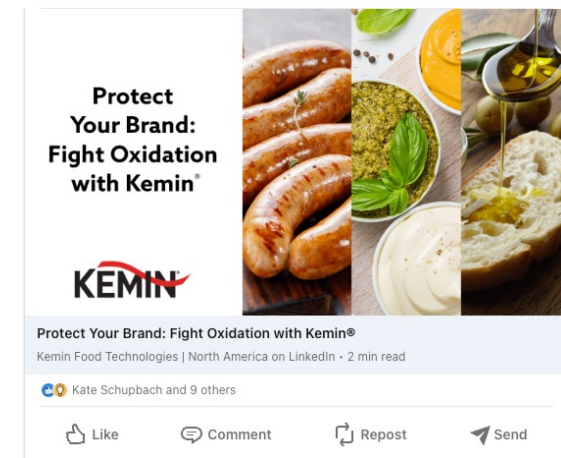 Protect
Your Brand:
Fight Oxidation
with Kemin®
KEMIN®
Protect Your Brand: Fight Oxidation with Kemin®
Kemin Food Technologies | North America on LinkedIn • 2 min read
Kate Schupbach and 9 others
Like
Comment
Repost
Send